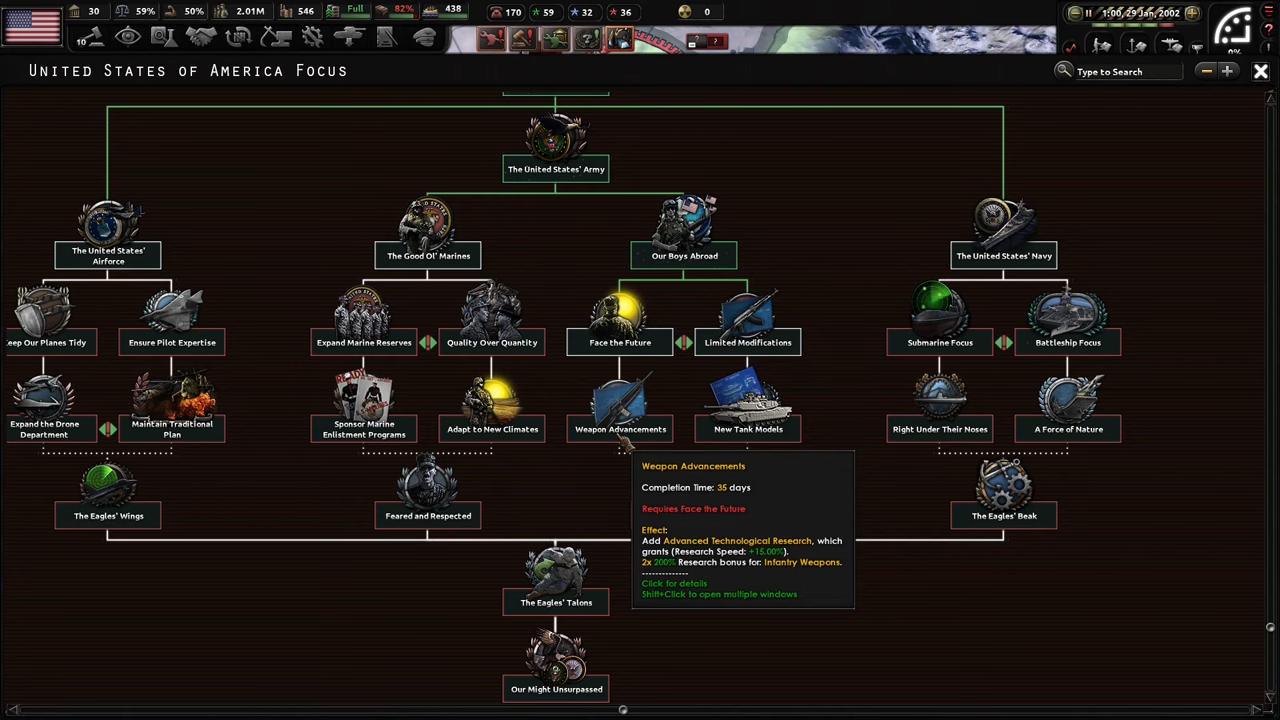 30 59% 50% 2.01M 546 Full 82% 438 170 59 32 36 0 1:00, 29 Jan, 2002
10
0%
United States of America Focus
Type to Search
The United States' Army
The United States' Airforce
The Good Ol' Marines
Our Boys Abroad
The United States' Navy
Keep Our Planes Tidy
Ensure Pilot Expertise
Expand Marine Reserves
Quality Over Quantity
Face the Future
Limited Modifications
Submarine Focus
Battleship Focus
Expand the Drone Department
Maintain Traditional Plan
READY
Sponsor Marine Enlistment Programs
Adapt to New Climates
Weapon Advancements
New Tank Models
Right Under Their Noses
A Force of Nature
Weapon Advancements
Completion Time: 35 days
Requires Face the Future
Effect:
Add Advanced Technological Research, which
grants (Research Speed: +15.00%).
2x 200% Research bonus for: Infantry Weapons.
--------------
Click for details
Shift+Click to open multiple windows
The Eagles' Wings
Feared and Respected
The Eagles' Beak
The Eagles' Talons
Our Might Unsurpassed